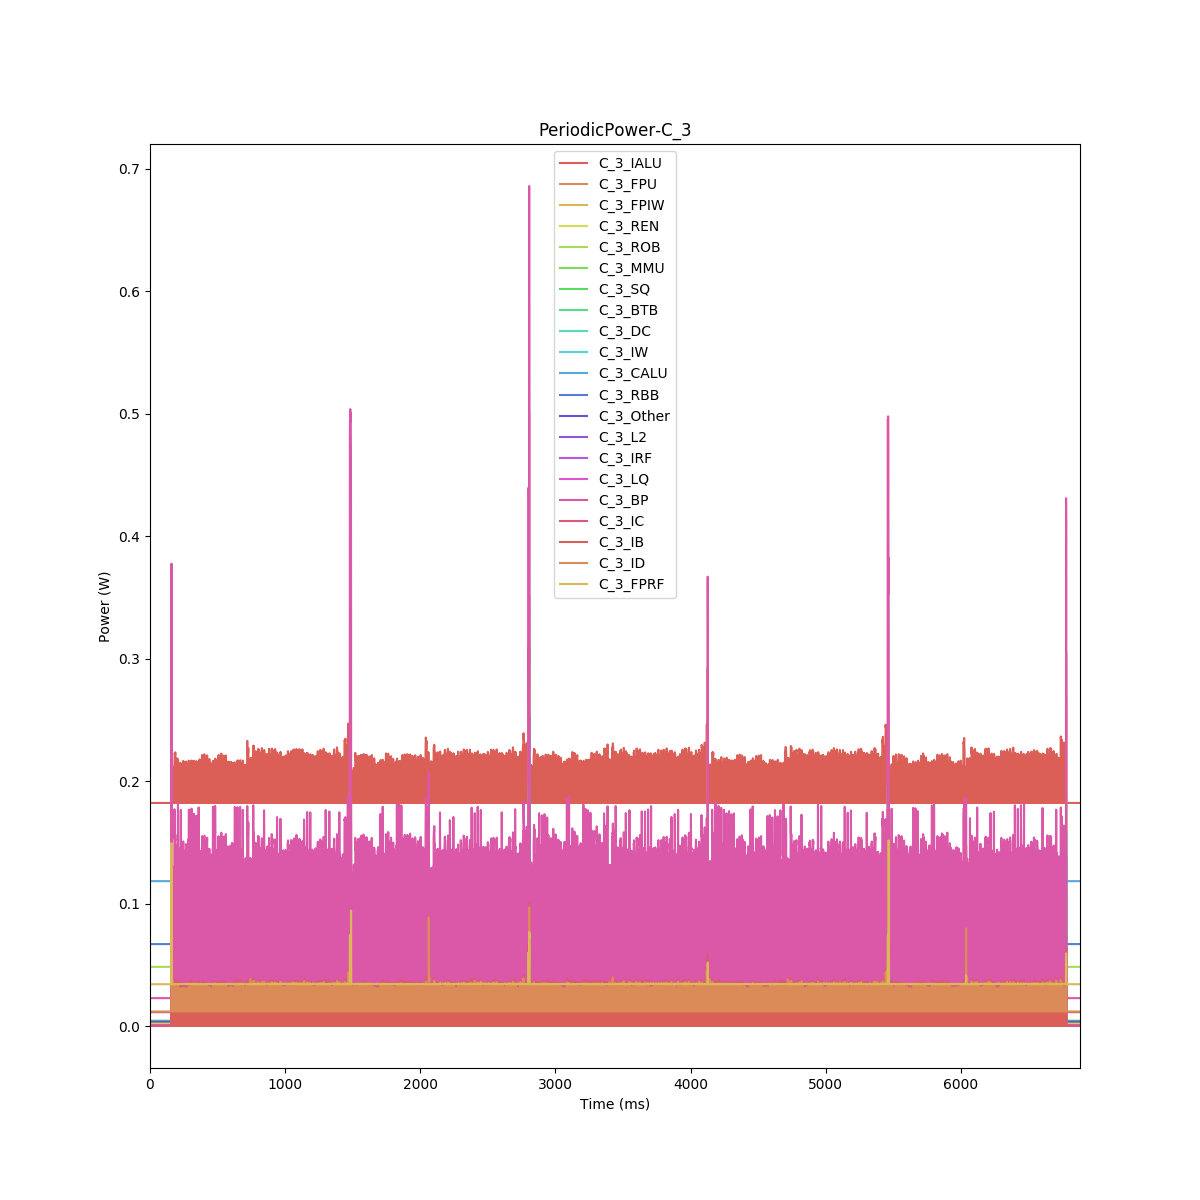 PeriodicPower-C_3
0.7
0.6
0.5
0.4
0.3
0.2
0.1
0.0
Power (W)
C_3_IALU
C_3_FPU
C_3_FPIW
C_3_REN
C_3_ROB
C_3_MMU
C_3_SQ
C_3_BTB
C_3_DC
C_3_IW
C_3_CALU
C_3_RBB
C_3_Other
C_3_L2
C_3_IRF
C_3_LQ
C_3_BP
C_3_IC
C_3_IB
C_3_ID
C_3_FPRF
0 1000 2000 3000 4000 5000 6000
Time (ms)